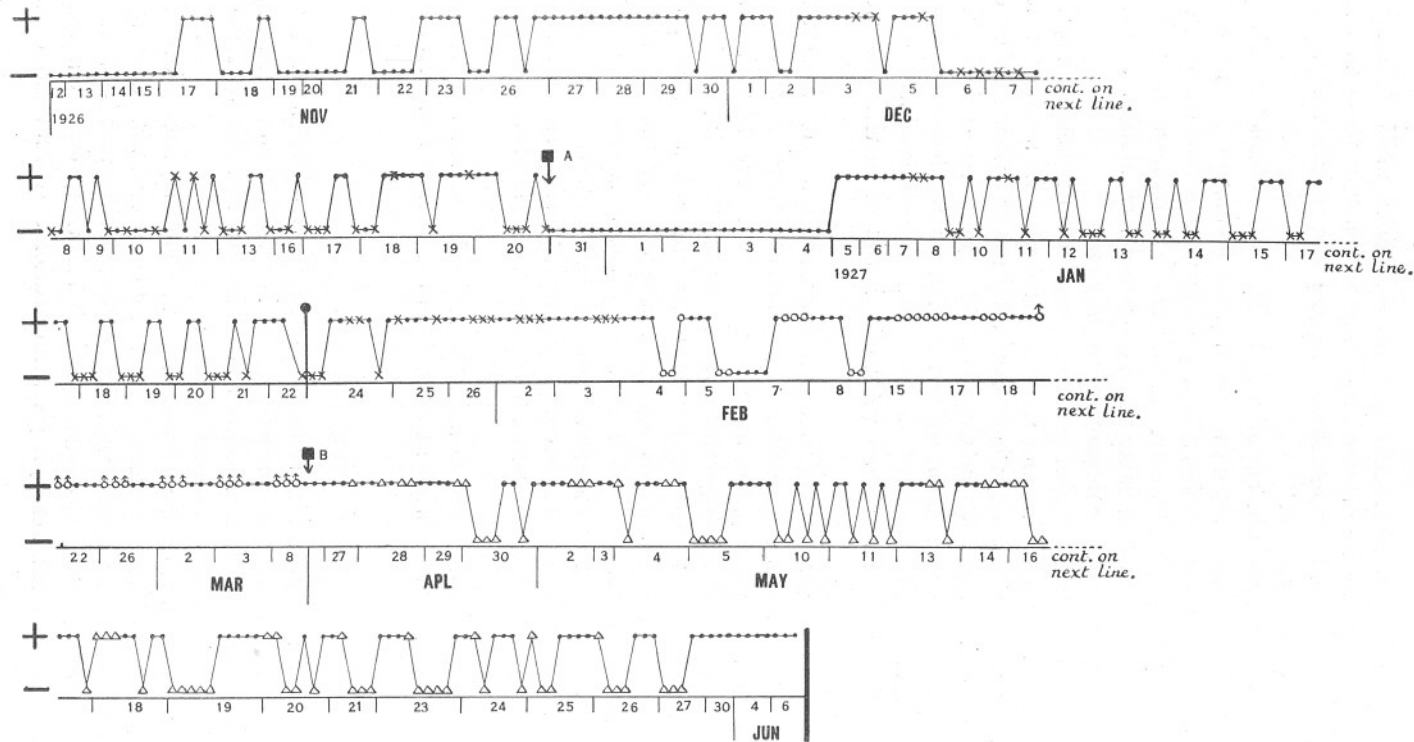 +
—
12 13 14 15 17 18 19 20 21 22 23 26 27 28 29 30 1 2 3 5 6 7 cont. on
next line.
1926 NOV DEC
A
+
—
8 9 10 11 13 16 17 18 19 20 31 1 2 3 4 5 6 7 8 10 11 12 13 14 15 17 cont. on
next line.
1927 JAN
+
—
18 19 20 21 22 24 25 26 2 3 4 5 7 8 15 17 18 cont. on
next line.
FEB
B
+
—
22 26 2 3 8 27 28 29 30 2 3 4 5 10 11 13 14 16 cont. on
next line.
MAR APL MAY
+
—
18 19 20 21 23 24 25 26 27 30 4 6
JUN